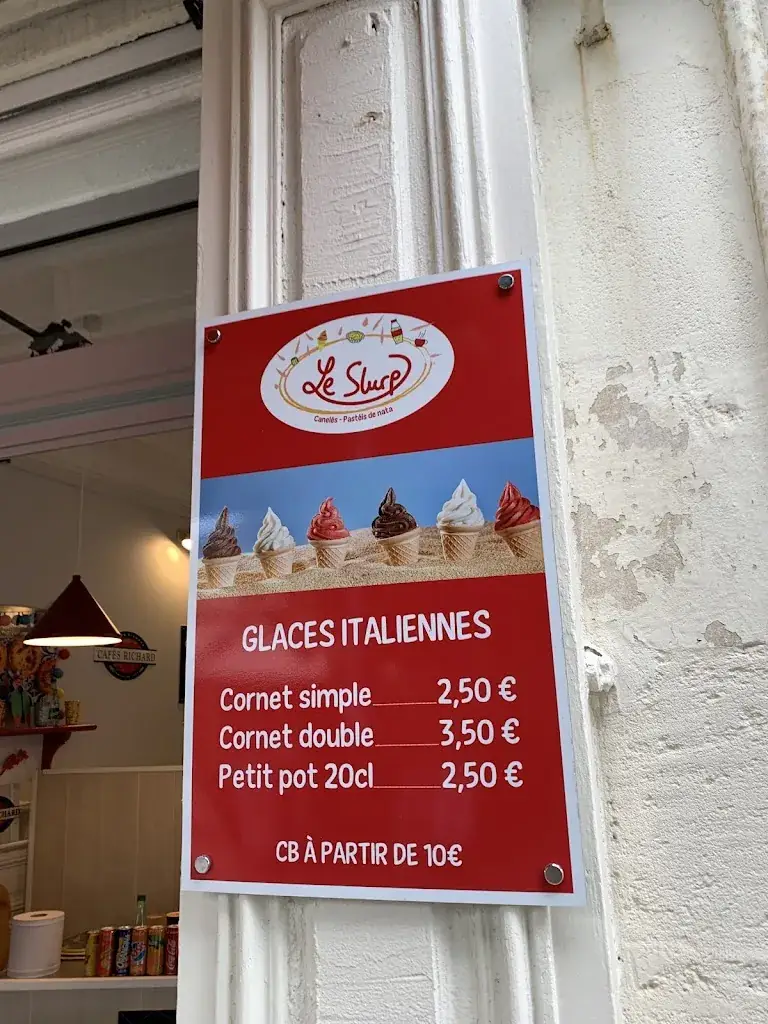 Le Slurp
Canelés - Pastéis de nata
GLACES ITALIENNES
Cornet simple 2,50 €
Cornet double 3,50 €
Petit pot 20cl 2,50 €
CB À PARTIR DE 10€
CAFÉS RICHARD